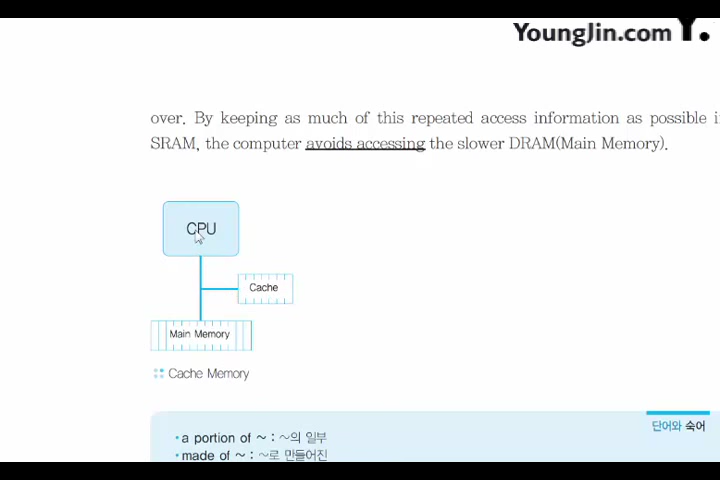 YoungJin.com Y.
over. By keeping as much of this repeated access information as possible
SRAM, the computer avoids accessing the slower DRAM(Main Memory).
CPU
Cache
Main Memory
Cache Memory
단어와 숙어
• a portion of ~ : ~의 일부
• made of ~ : ~로 만들어진